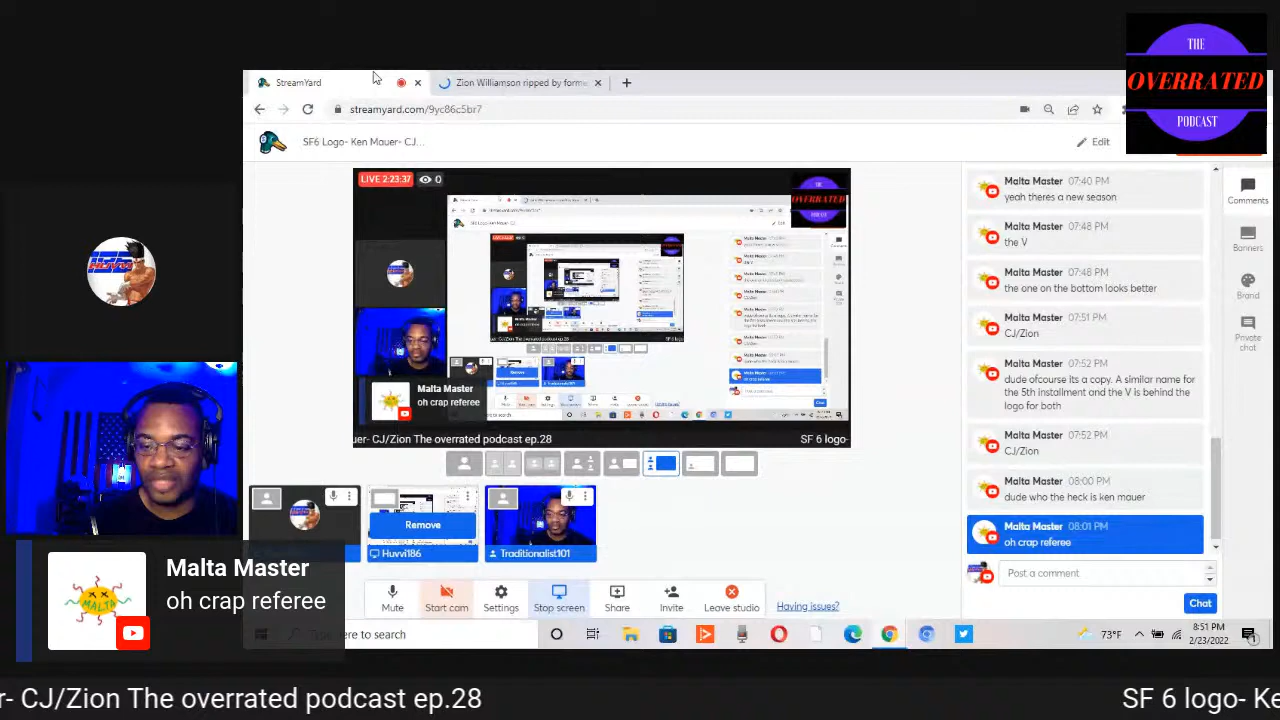 THE
OVERRATED
PODCAST
StreamYard
Zion Williamson ripped by forme
streamyard.com/9yc86c5br7
SF6 Logo- Ken Mauer- CJ...
Edit
LIVE 2:23:37
0
THE
OVERRATED
PODCAST
Malta Master
oh crap referee
uer- CJ/Zion The overrated podcast ep.28
SF 6 logo-
Remove
Huvvi186
Traditionalist101
Mute
Start cam
Settings
Stop screen
Share
Invite
Leave studio
Having issues?
Malta Master 07:40 PM
yeah theres a new season
Malta Master 07:48 PM
the V
Malta Master 07:48 PM
the one on the bottom looks better
Malta Master 07:51 PM
CJ/Zion
Malta Master 07:52 PM
dude ofcourse its a copy. A similar name for
the 5th installment and the V is behind the
logo for both
Malta Master 07:52 PM
CJ/Zion
Malta Master 08:00 PM
dude who the heck is ken mauer
Malta Master 08:01 PM
oh crap referee
Post a comment
Chat
Comments
Banners
Brand
Private
chat
MALTA
Malta Master
oh crap referee
Type here to search
73°F
8:51 PM
2/23/2022
r- CJ/Zion The overrated podcast ep.28
SF 6 logo- Ke